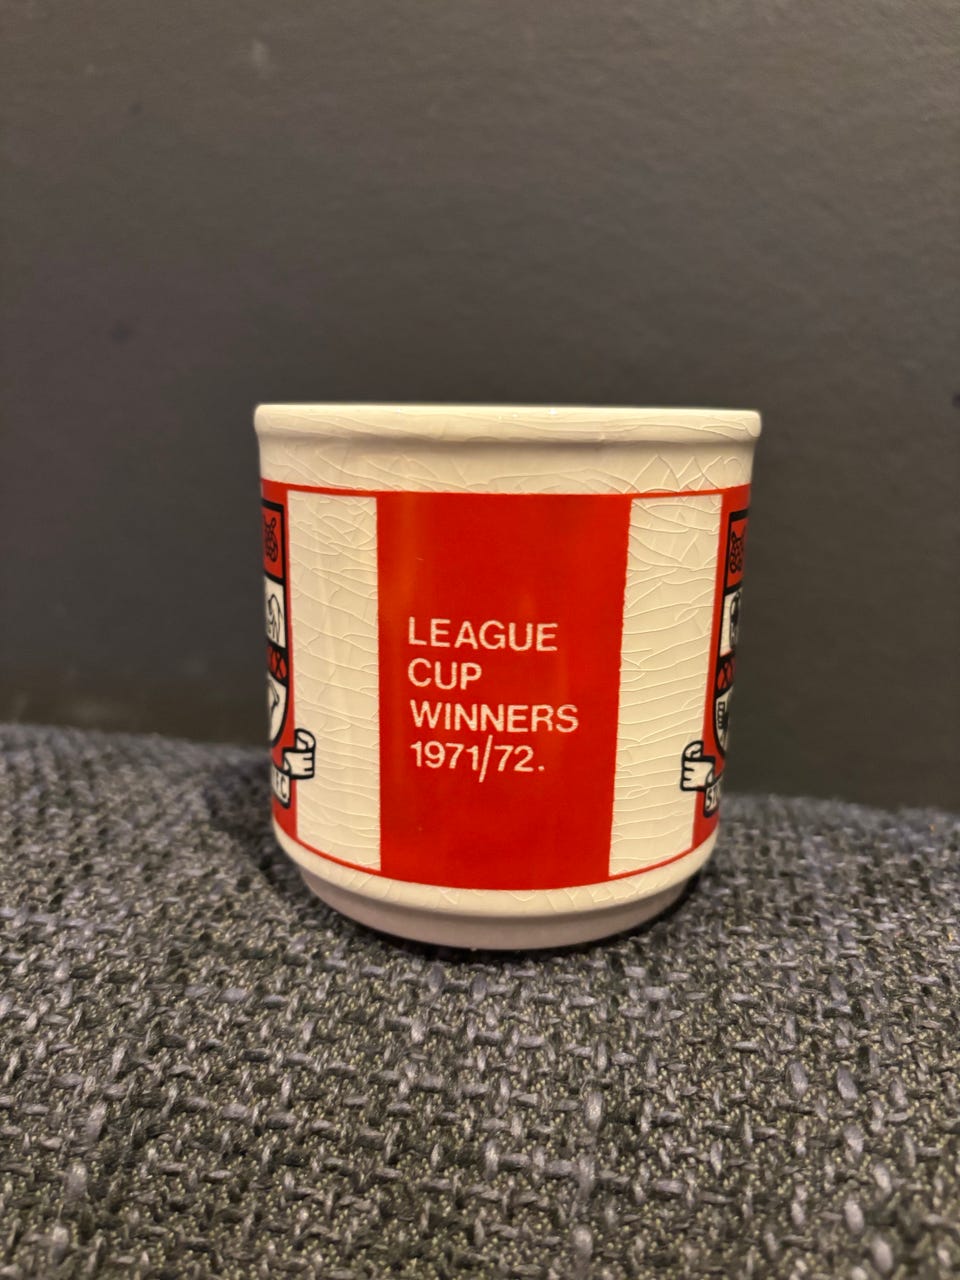 LEAGUE
CUP
WINNERS
1971/72.